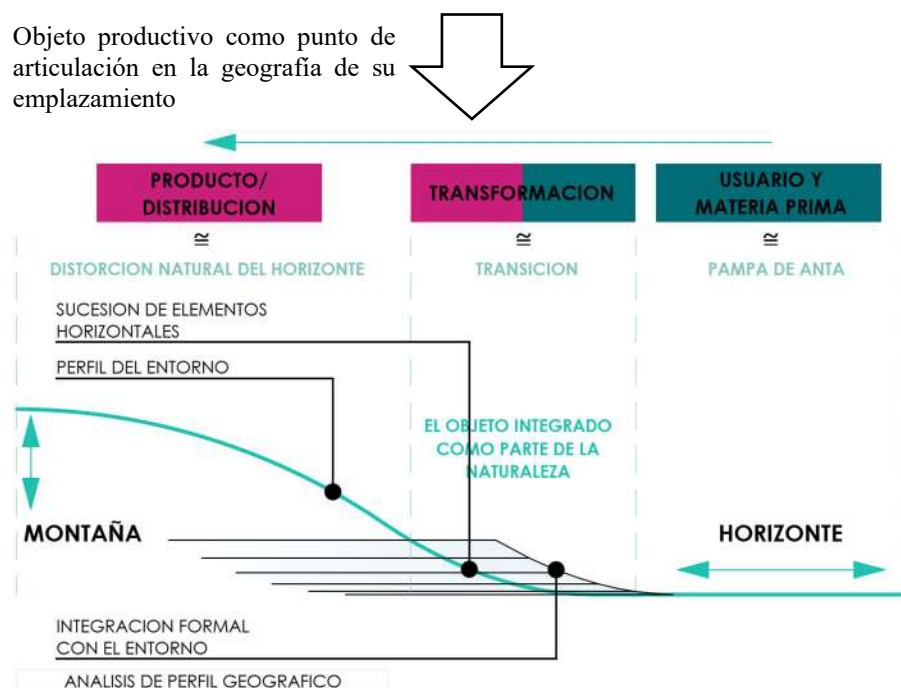 Objeto productivo como punto de
articulación en la geografía de su
emplazamiento
PRODUCTO/
DISTRIBUCION
TRANSFORMACION
USUARIO Y
MATERIA PRIMA
≅
≅
≅
DISTORCION NATURAL DEL HORIZONTE
TRANSICION
PAMPA DE ANTA
SUCESION DE ELEMENTOS
HORIZONTALES
PERFIL DEL ENTORNO
EL OBJETO INTEGRADO
COMO PARTE DE LA
NATURALEZA
MONTAÑA
HORIZONTE
INTEGRACION FORMAL
CON EL ENTORNO
ANALISIS DE PERFIL GEOGRAFICO